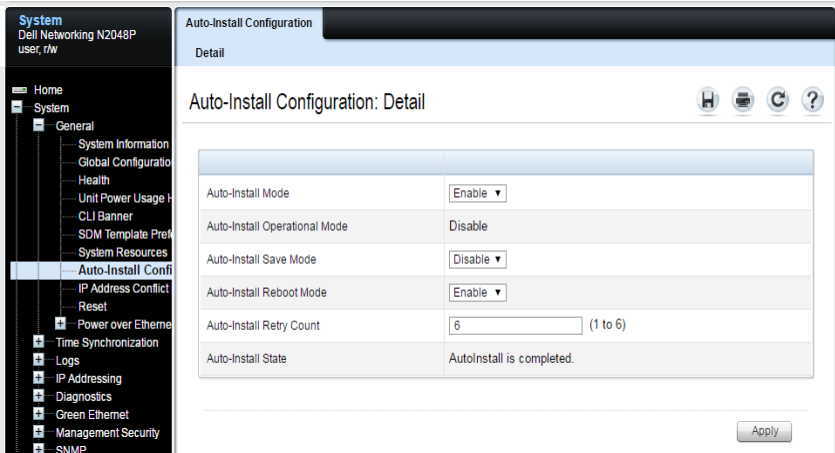 System
Dell Networking N2048P
user, r/w
Auto-Install Configuration
Detail
Home
System
General
System Information
Global Configuratio
Health
Unit Power Usage H
CLI Banner
SDM Template Prefe
System Resources
Auto-Install Confi
IP Address Conflict
Reset
Power over Etherne
Time Synchronization
Logs
IP Addressing
Diagnostics
Green Ethernet
Management Security
SNMP
Auto-Install Configuration: Detail
Auto-Install Mode Enable
Auto-Install Operational Mode Disable
Auto-Install Save Mode Disable
Auto-Install Reboot Mode Enable
Auto-Install Retry Count 6 (1 to 6)
Auto-Install State AutoInstall is completed.
Apply